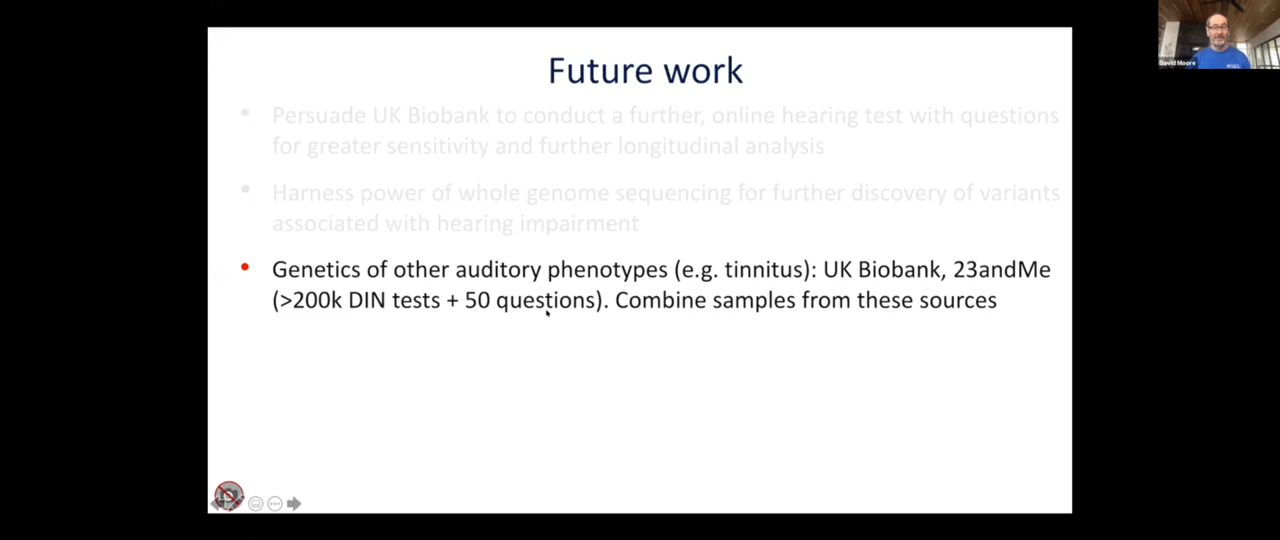 David Moore
Future work
• Persuade UK Biobank to conduct a further, online hearing test with questions
for greater sensitivity and further longitudinal analysis
• Harness power of whole genome sequencing for further discovery of variants
associated with hearing impairment
• Genetics of other auditory phenotypes (e.g. tinnitus): UK Biobank, 23andMe
(>200k DIN tests + 50 questions). Combine samples from these sources